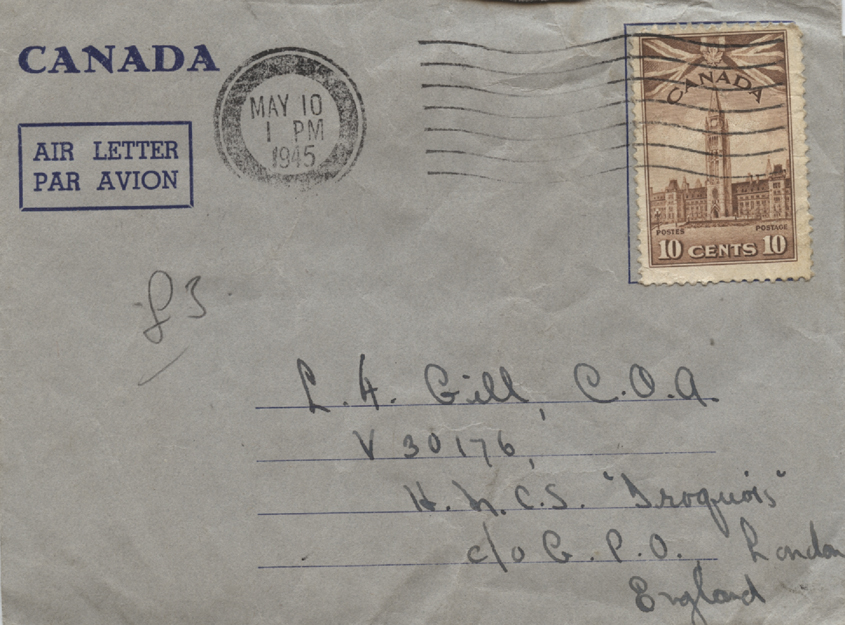 CANADA
AIR LETTER
PAR AVION
MAY 10
1 PM
1945
CANADA
POSTES POSTAGE
10 CENTS 10
£3
L. H. Gill, C.O.A.
V 30176,
H.M.C.S. "Iroquois"
c/o G.P.O., London
England